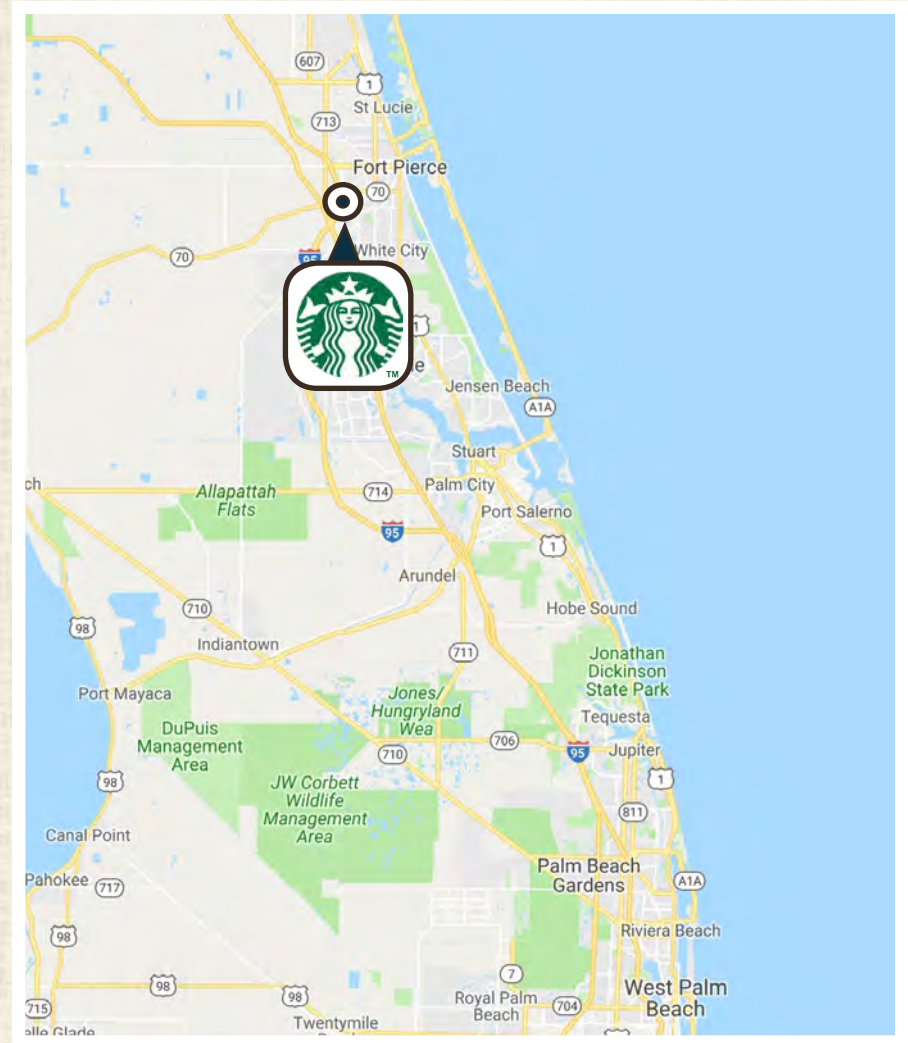 607
1
St Lucie
713
Fort Pierce
70
70
White City
95
1
TM
e
Jensen Beach
A1A
Stuart
ch
Allapattah
Flats
714
Palm City
Port Salerno
95
1
Arundel
710
Hobe Sound
98
Indiantown
711
Jonathan
Dickinson
State Park
Port Mayaca
Jones/
Hungryland
Wea
Tequesta
DuPuis
Management
Area
706
95
Jupiter
710
98
JW Corbett
Wildlife
Management
Area
1
811
Canal Point
Palm Beach
Gardens
Pahokee
717
A1A
98
Riviera Beach
7
98
98
Royal Palm
Beach
704
West Palm
Beach
715
Twentymile
elle Glade